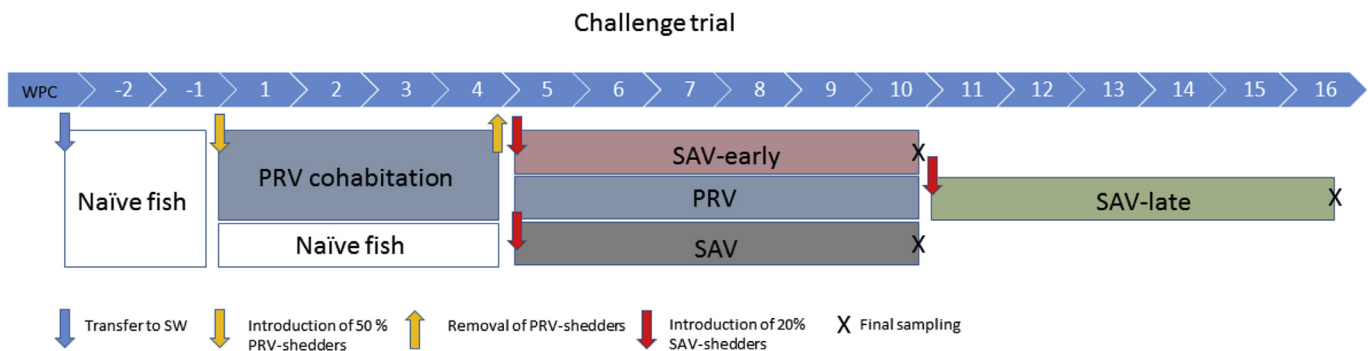 Challenge trial
WPC -2 -1 1 2 3 4 5 6 7 8 9 10 11 12 13 14 15 16
SAV-early X
PRV cohabitation
Naïve fish PRV SAV-late X
Naïve fish SAV X
Transfer to SW Introduction of 50 % Removal of PRV-shedders Introduction of 20% X Final sampling
PRV-shedders SAV-shedders